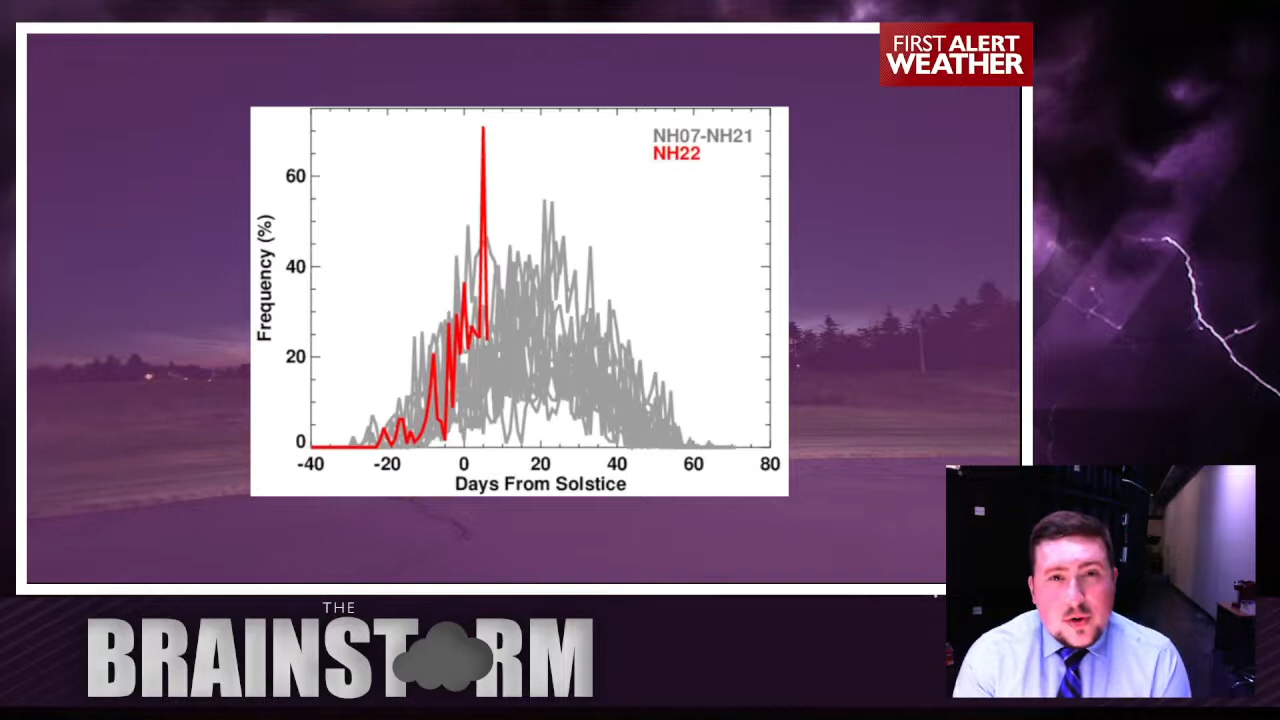 FIRST ALERT
WEATHER
NH07-NH21
NH22
60
40
20
0
Frequency (%)
-40 -20 0 20 40 60 80
Days From Solstice
THE
BRAINSTORM